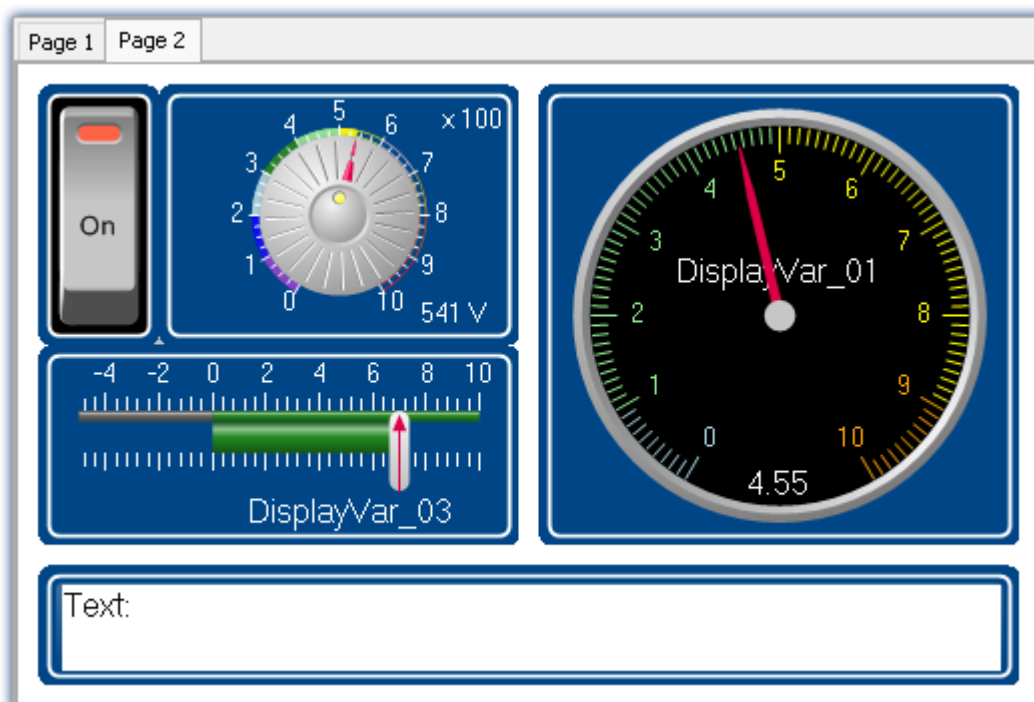 Page 1
Page 2
On
0 1 2 3 4 5 6 7 8 9 10
x100
541 V
0 1 2 3 4 5 6 7 8 9 10
DisplayVar_01
4.55
-4 -2 0 2 4 6 8 10
DisplayVar_03
Text: